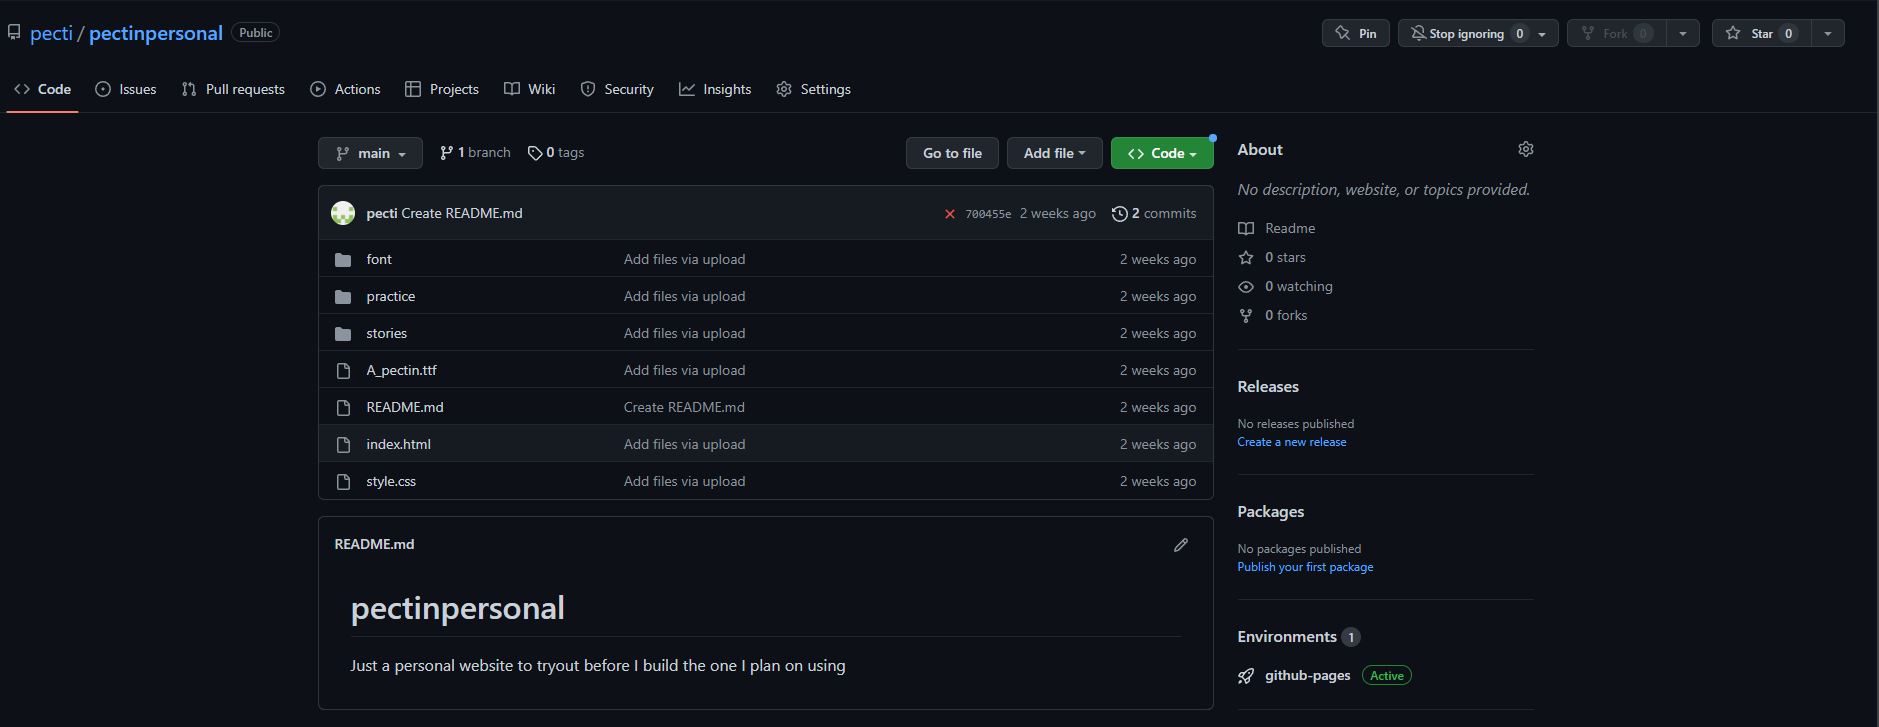 pecti / pectinpersonal Public Pin Stop ignoring 0 Fork 0 Star 0
Code Issues Pull requests Actions Projects Wiki Security Insights Settings
main 1 branch 0 tags Go to file Add file Code
pecti Create README.md 700455e 2 weeks ago 2 commits
font Add files via upload 2 weeks ago
practice Add files via upload 2 weeks ago
stories Add files via upload 2 weeks ago
A_pectin.ttf Add files via upload 2 weeks ago
README.md Create README.md 2 weeks ago
index.html Add files via upload 2 weeks ago
style.css Add files via upload 2 weeks ago
README.md
pectinpersonal
Just a personal website to tryout before I build the one I plan on using
About
No description, website, or topics provided.
Readme
0 stars
0 watching
0 forks
Releases
No releases published
Create a new release
Packages
No packages published
Publish your first package
Environments 1
github-pages Active